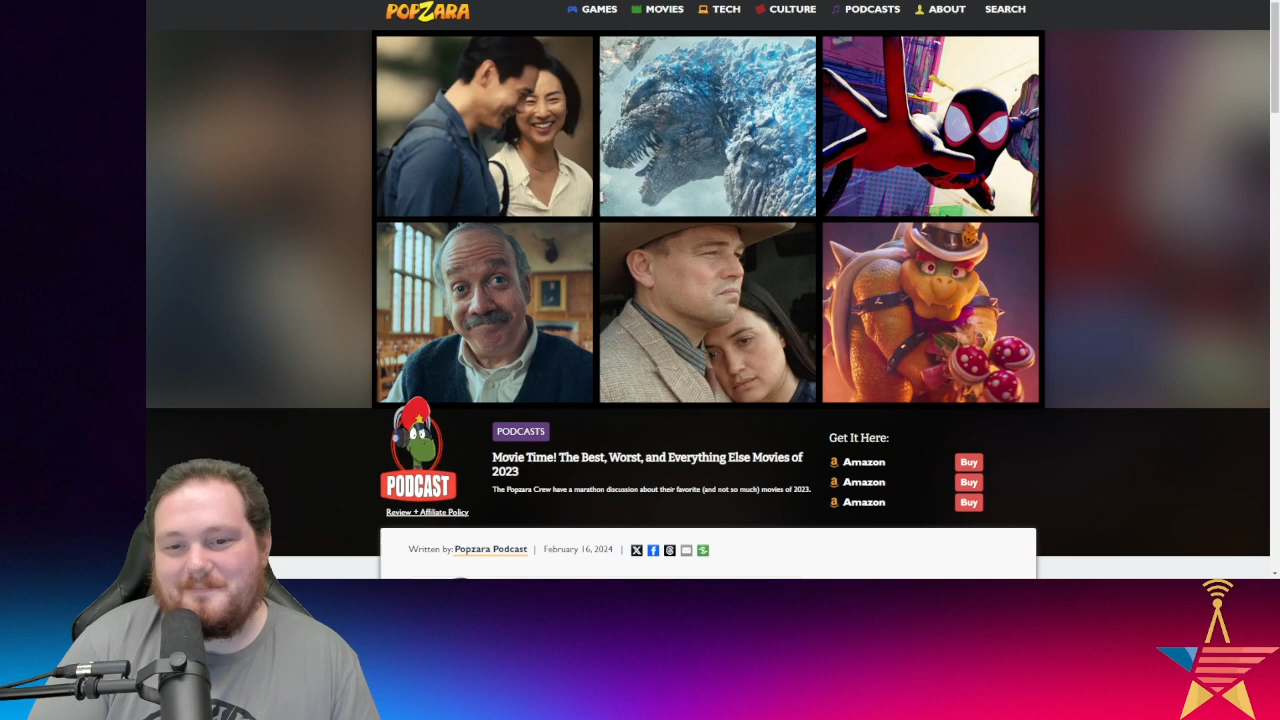 POPZARA
GAMES
MOVIES
TECH
CULTURE
PODCASTS
ABOUT
SEARCH
PODCAST
Review + Affiliate Policy
PODCASTS
Movie Time! The Best, Worst, and Everything Else Movies of
2023
The Popzara Crew have a marathon discussion about their favorite (and not so much) movies of 2023.
Get It Here:
Amazon Buy
Amazon Buy
Amazon Buy
Written by: Popzara Podcast | February 16, 2024 |